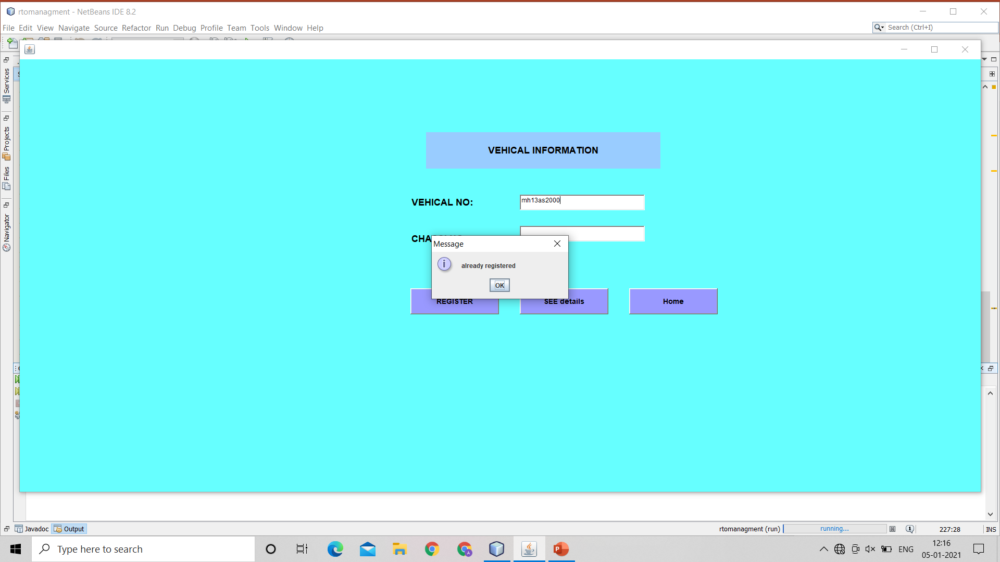 rtomanagment - NetBeans IDE 8.2
File Edit View Navigate Source Refactor Run Debug Profile Team Tools Window Help
Search (Ctrl+I)
Services
Projects
Files
Navigator
VEHICAL INFORMATION
VEHICAL NO:
mh13as2000
Message
already registered
OK
REGISTER
SEE details
Home
Javadoc
Output
rtomanagment (run)
running...
227:28
INS
Type here to search
ENG
12:16
05-01-2021